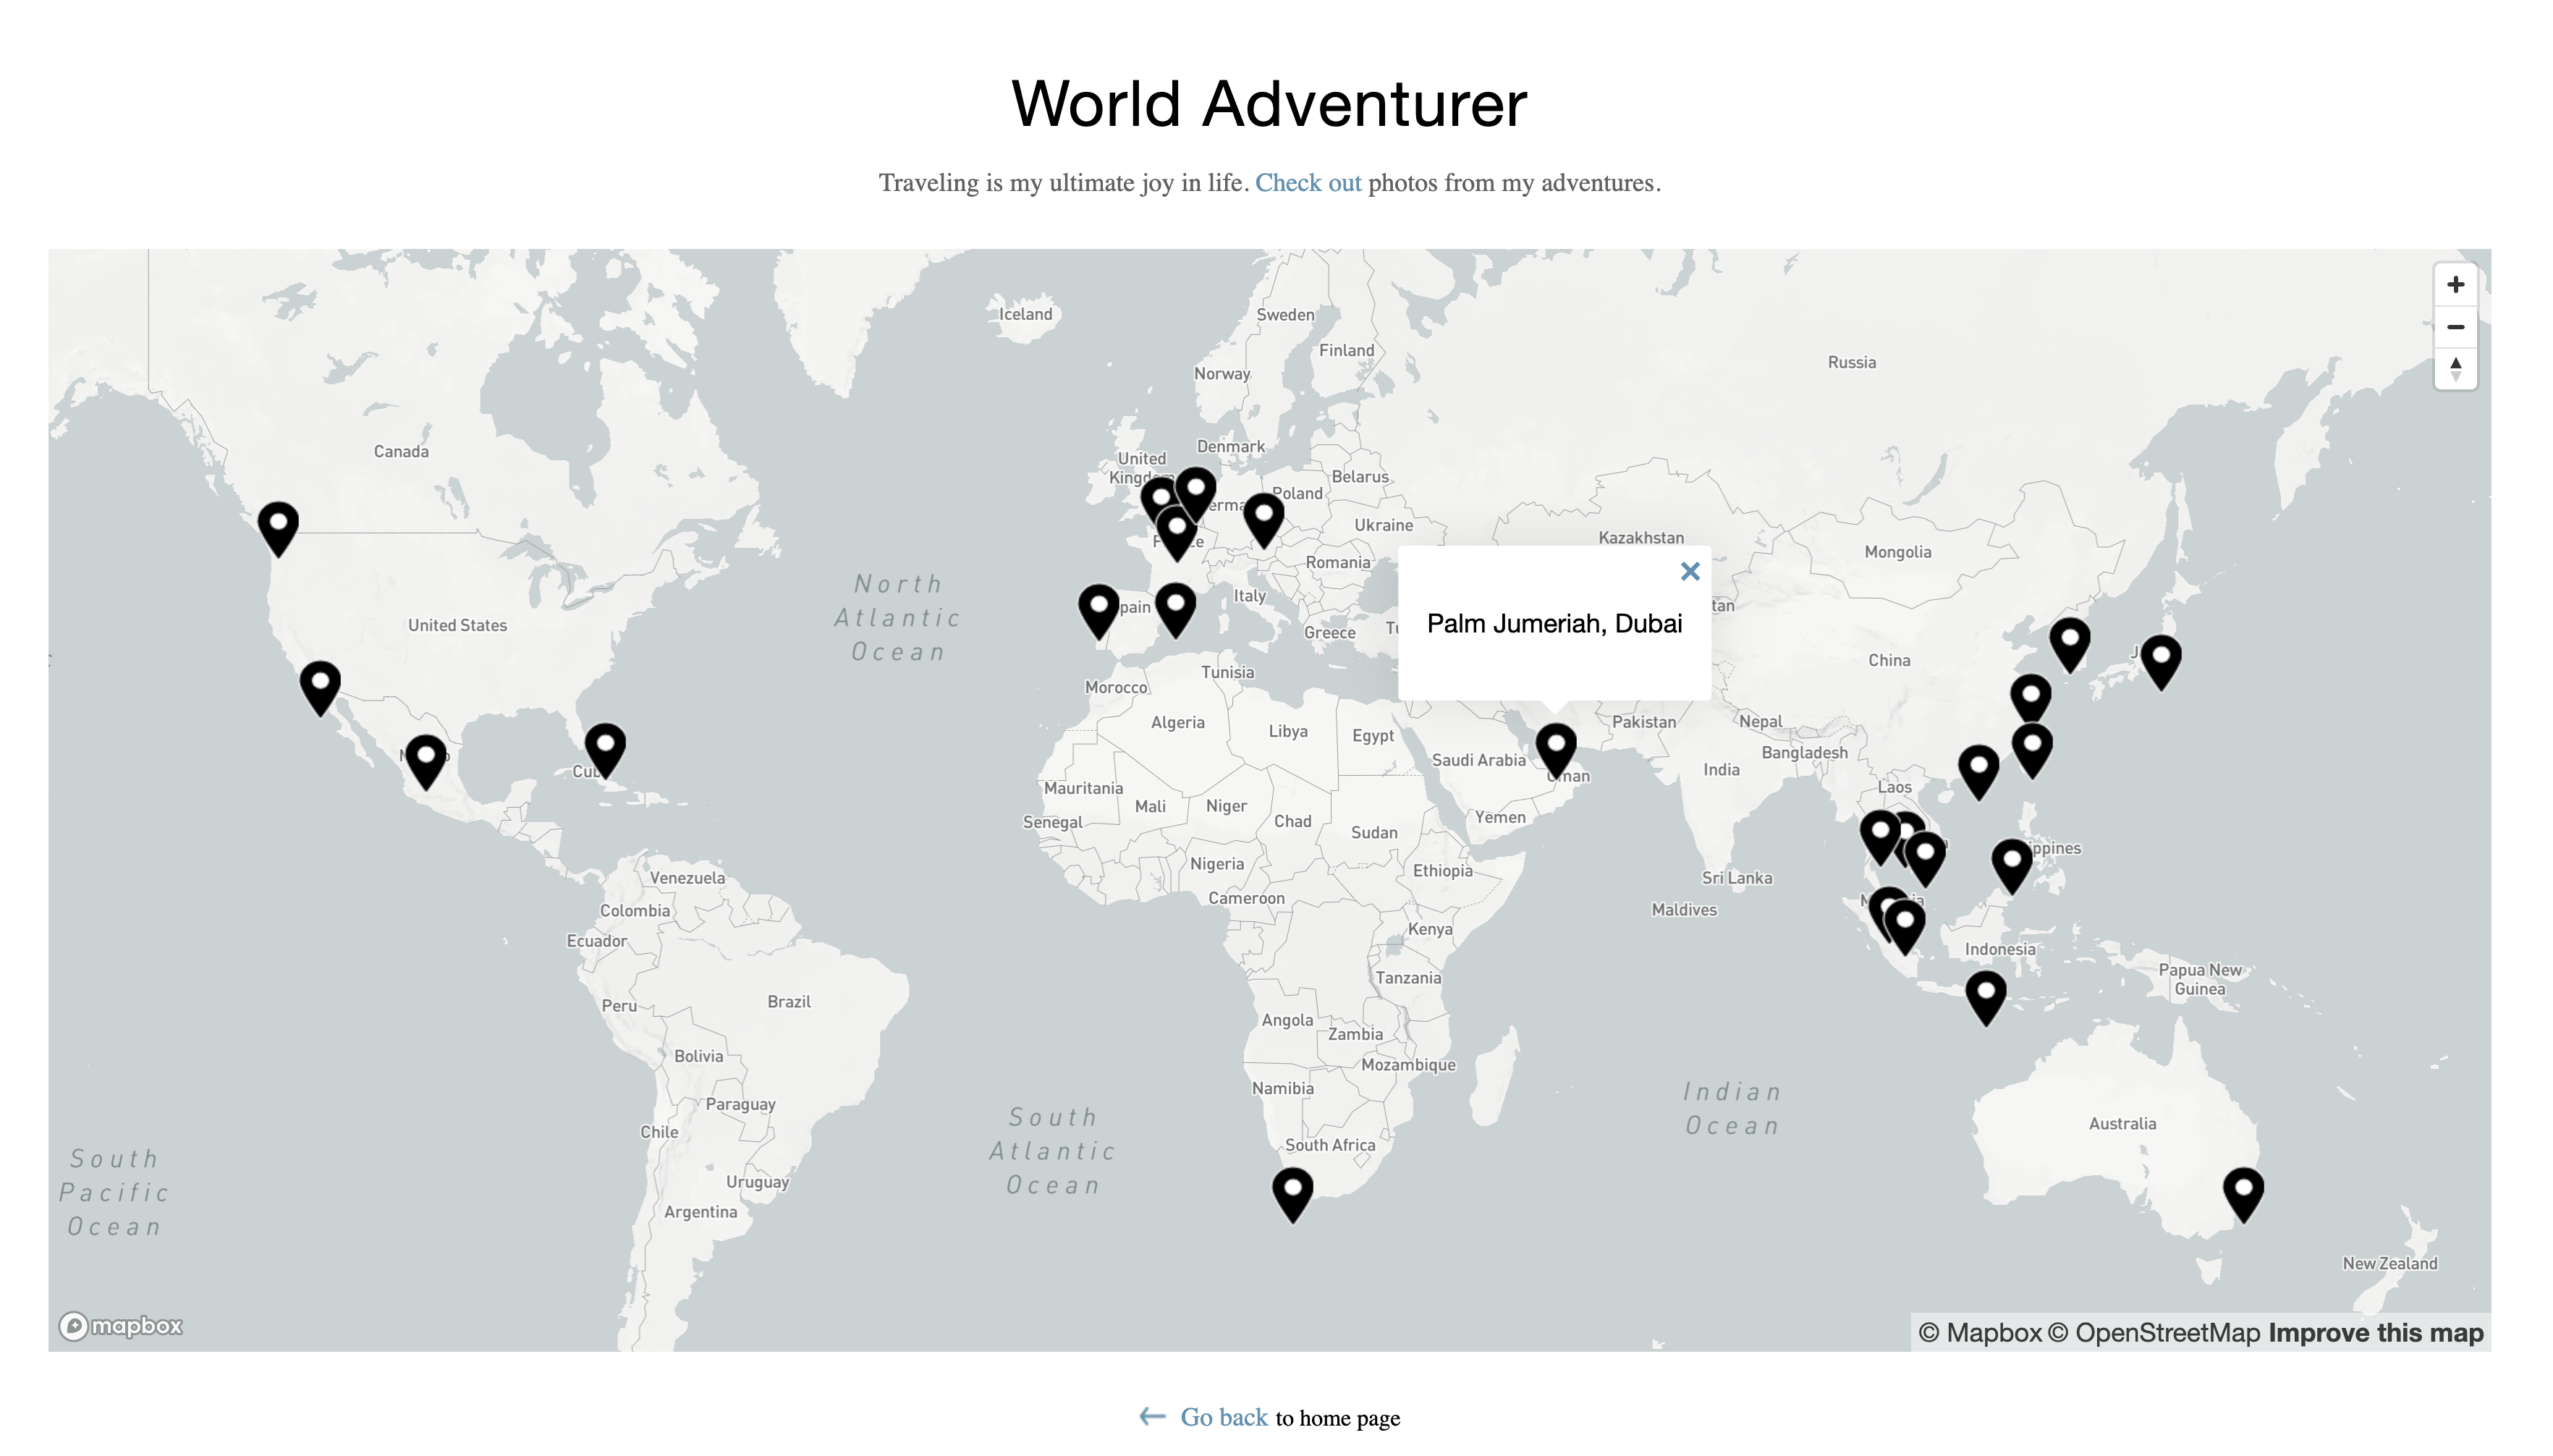 World Adventurer
Traveling is my ultimate joy in life. Check out photos from my adventures.
Iceland
Sweden
Finland
Russia
Norway
Canada
Denmark
United
Poland
Belarus
Ukraine
Kazakhstan
Mongolia
Romania
North
Atlantic
Ocean
Italy
United States
Greece
Palm Jumeriah, Dubai
China
Tunisia
Morocco
Algeria
Libya
Egypt
Pakistan
Nepal
Bangladesh
Saudi Arabia
India
Oman
Laos
Mauritania
Mali
Niger
Chad
Sudan
Yemen
Senegal
Nigeria
Ethiopia
Sri Lanka
Venezuela
Cameroon
Maldives
Colombia
Kenya
Ecuador
Indonesia
Tanzania
Papua New
Guinea
Peru
Brazil
Angola
Zambia
Bolivia
Mozambique
Namibia
Indian
Ocean
Paraguay
South
Atlantic
Ocean
Australia
Chile
South Africa
South
Pacific
Ocean
Uruguay
Argentina
New Zealand
mapbox
© Mapbox © OpenStreetMap Improve this map
← Go back to home page